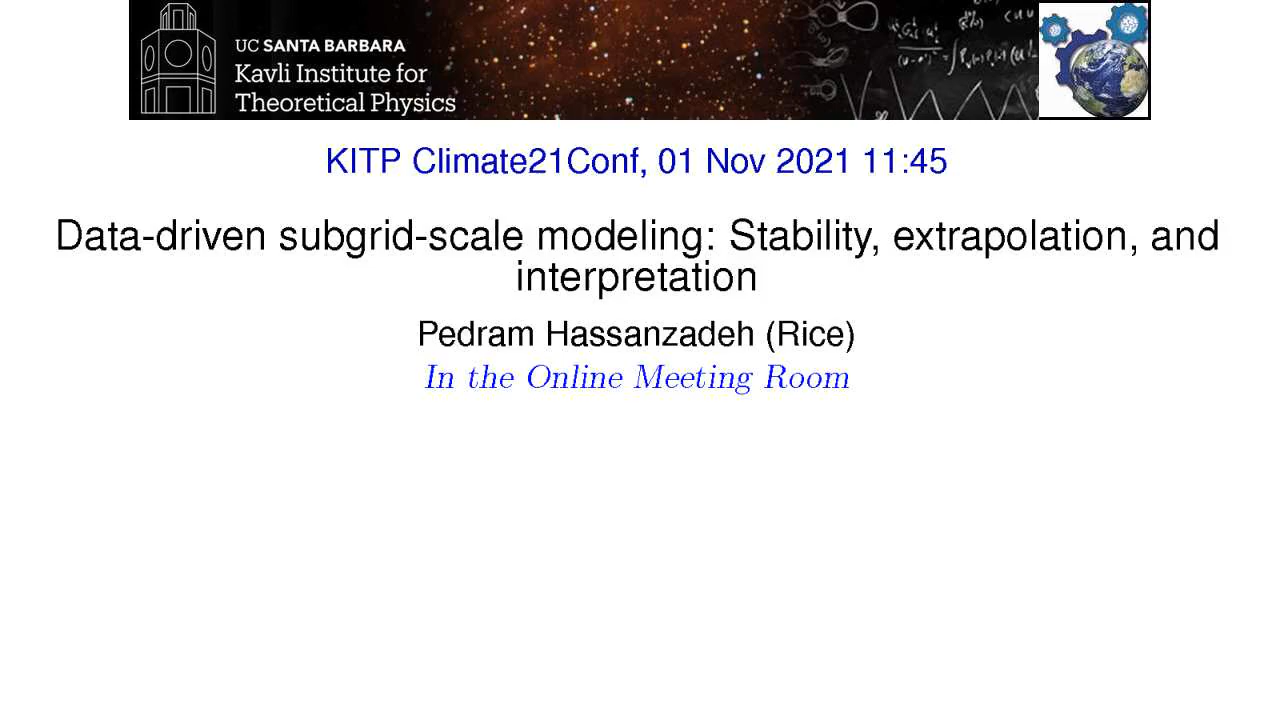 UC SANTA BARBARA
Kavli Institute for
Theoretical Physics
KITP Climate21Conf, 01 Nov 2021 11:45
Data-driven subgrid-scale modeling: Stability, extrapolation, and
interpretation
Pedram Hassanzadeh (Rice)
In the Online Meeting Room